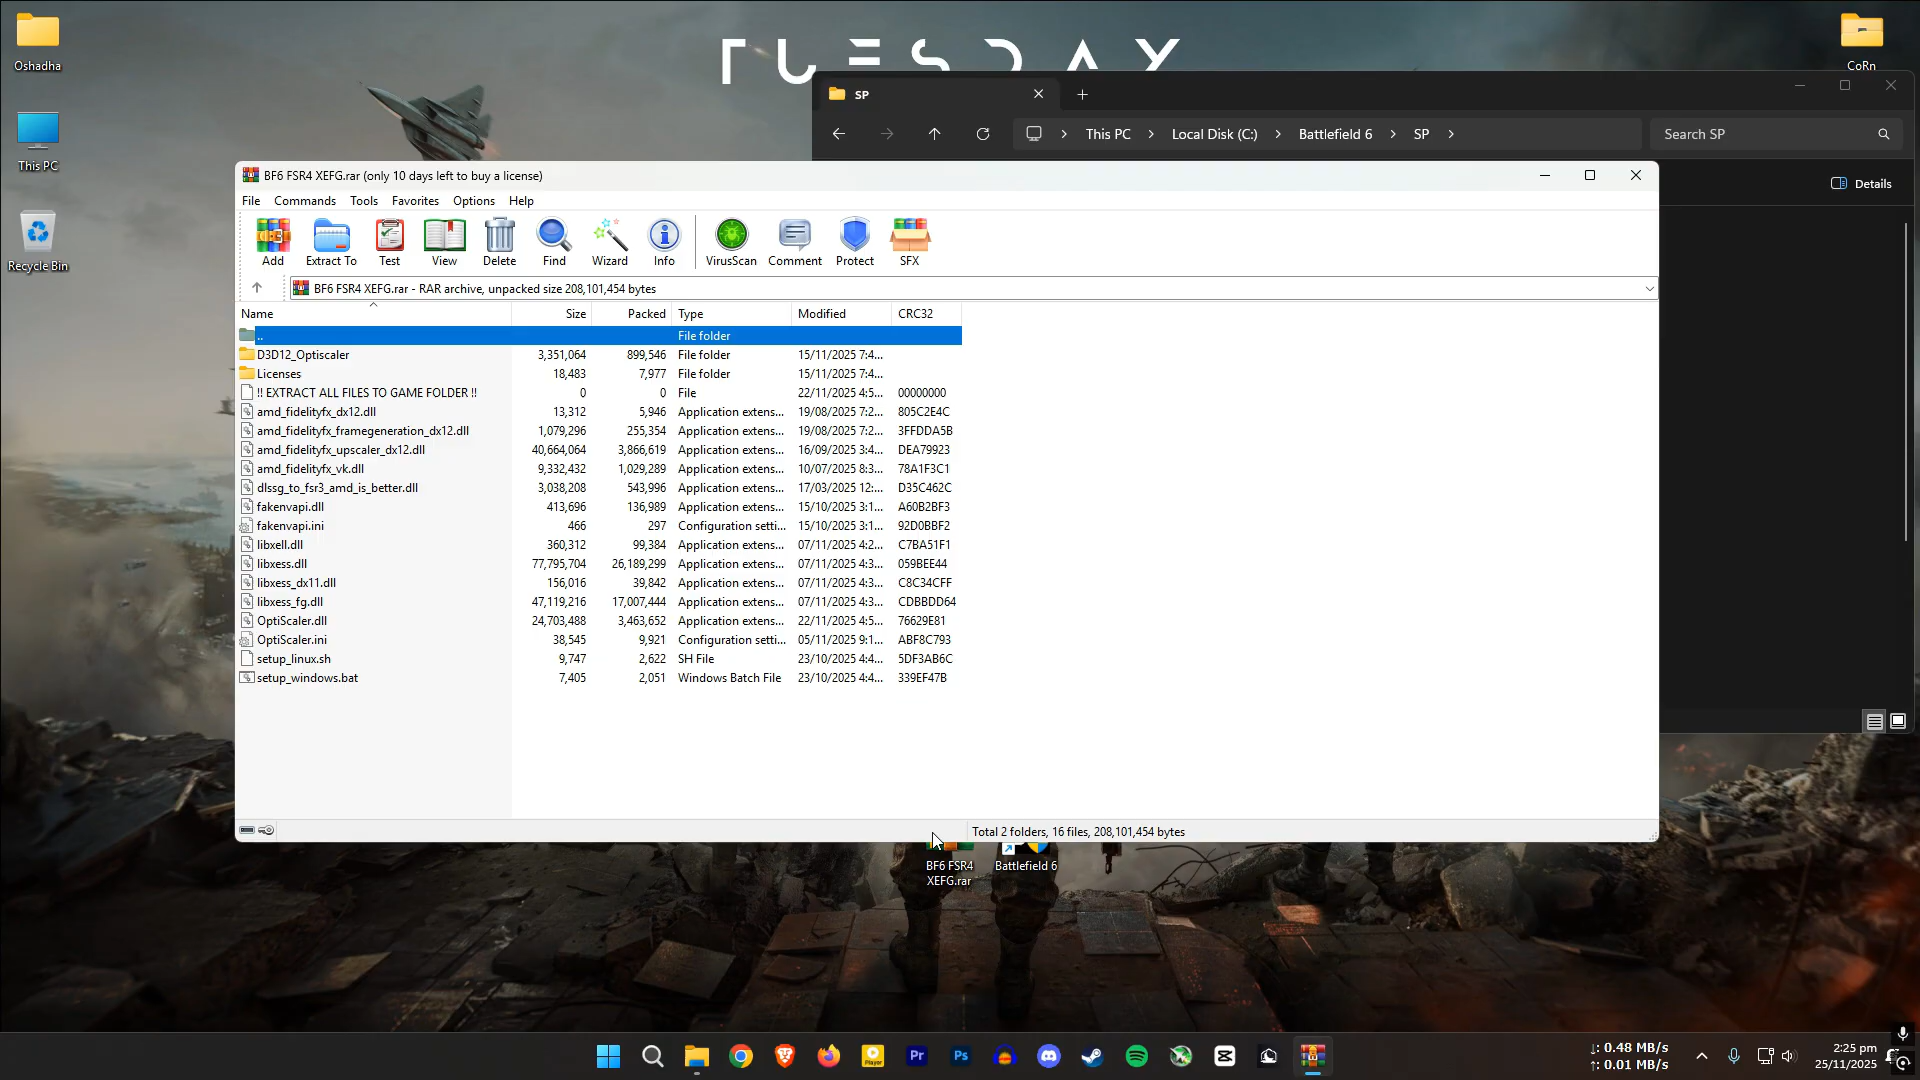 TUESDAY
Oshadha
This PC
Recycle Bin
CoRn
SP
This PC
Local Disk (C:)
Battlefield 6
SP
Search SP
Details
BF6 FSR4 XEFG.rar (only 10 days left to buy a license)
File Commands Tools Favorites Options Help
Add Extract To Test View Delete Find Wizard Info VirusScan Comment Protect SFX
BF6 FSR4 XEFG.rar - RAR archive, unpacked size 208,101,454 bytes
Name Size Packed Type Modified CRC32
.. File folder
D3D12_Optiscaler 3,351,064 899,546 File folder 15/11/2025 7:4...
Licenses 18,483 7,977 File folder 15/11/2025 7:4...
!! EXTRACT ALL FILES TO GAME FOLDER !! 0 0 File 22/11/2025 4:5... 00000000
amd_fidelityfx_dx12.dll 13,312 5,946 Application extens... 19/08/2025 7:2... 805C2E4C
amd_fidelityfx_framegeneration_dx12.dll 1,079,296 255,354 Application extens... 19/08/2025 7:2... 3FFDDA5B
amd_fidelityfx_upscaler_dx12.dll 40,664,064 3,866,619 Application extens... 16/09/2025 3:4... DEA79923
amd_fidelityfx_vk.dll 9,332,432 1,029,289 Application extens... 10/07/2025 8:3... 78A1F3C1
dlssg_to_fsr3_amd_is_better.dll 3,038,208 543,996 Application extens... 17/03/2025 12:... D35C462C
fakenvapi.dll 413,696 136,989 Application extens... 15/10/2025 3:1... A60B2BF3
fakenvapi.ini 466 297 Configuration setti... 15/10/2025 3:1... 92D0BBF2
libxell.dll 360,312 99,384 Application extens... 07/11/2025 4:2... C7BA51F1
libxess.dll 77,795,704 26,189,299 Application extens... 07/11/2025 4:3... 059BEE44
libxess_dx11.dll 156,016 39,842 Application extens... 07/11/2025 4:3... C8C34CFF
libxess_fg.dll 47,119,216 17,007,444 Application extens... 07/11/2025 4:3... CDBBDD64
OptiScaler.dll 24,703,488 3,463,652 Application extens... 22/11/2025 4:5... 76629E81
OptiScaler.ini 38,545 9,921 Configuration setti... 05/11/2025 9:1... ABF8C793
setup_linux.sh 9,747 2,622 SH File 23/10/2025 4:4... 5DF3AB6C
setup_windows.bat 7,405 2,051 Windows Batch File 23/10/2025 4:4... 339EF47B
Total 2 folders, 16 files, 208,101,454 bytes
BF6 FSR4
XEFG.rar
Battlefield 6
Player
Pr
Ps
↓: 0.48 MB/s
↑: 0.01 MB/s
2:25 pm
25/11/2025